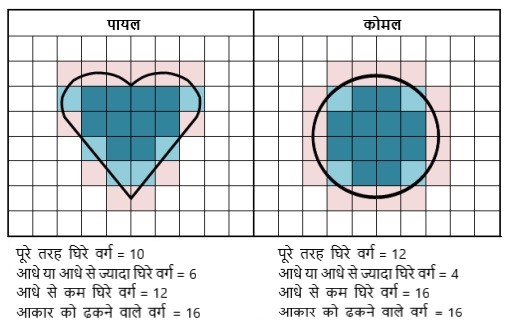 पायल
कोमल
पूरे तरह घिरे वर्ग = 10
आधे या आधे से ज्यादा घिरे वर्ग = 6
आधे से कम घिरे वर्ग = 12
आकार को ढकने वाले वर्ग = 16
पूरे तरह घिरे वर्ग = 12
आधे या आधे से ज्यादा घिरे वर्ग = 4
आधे से कम घिरे वर्ग = 16
आकार को ढकने वाले वर्ग = 16